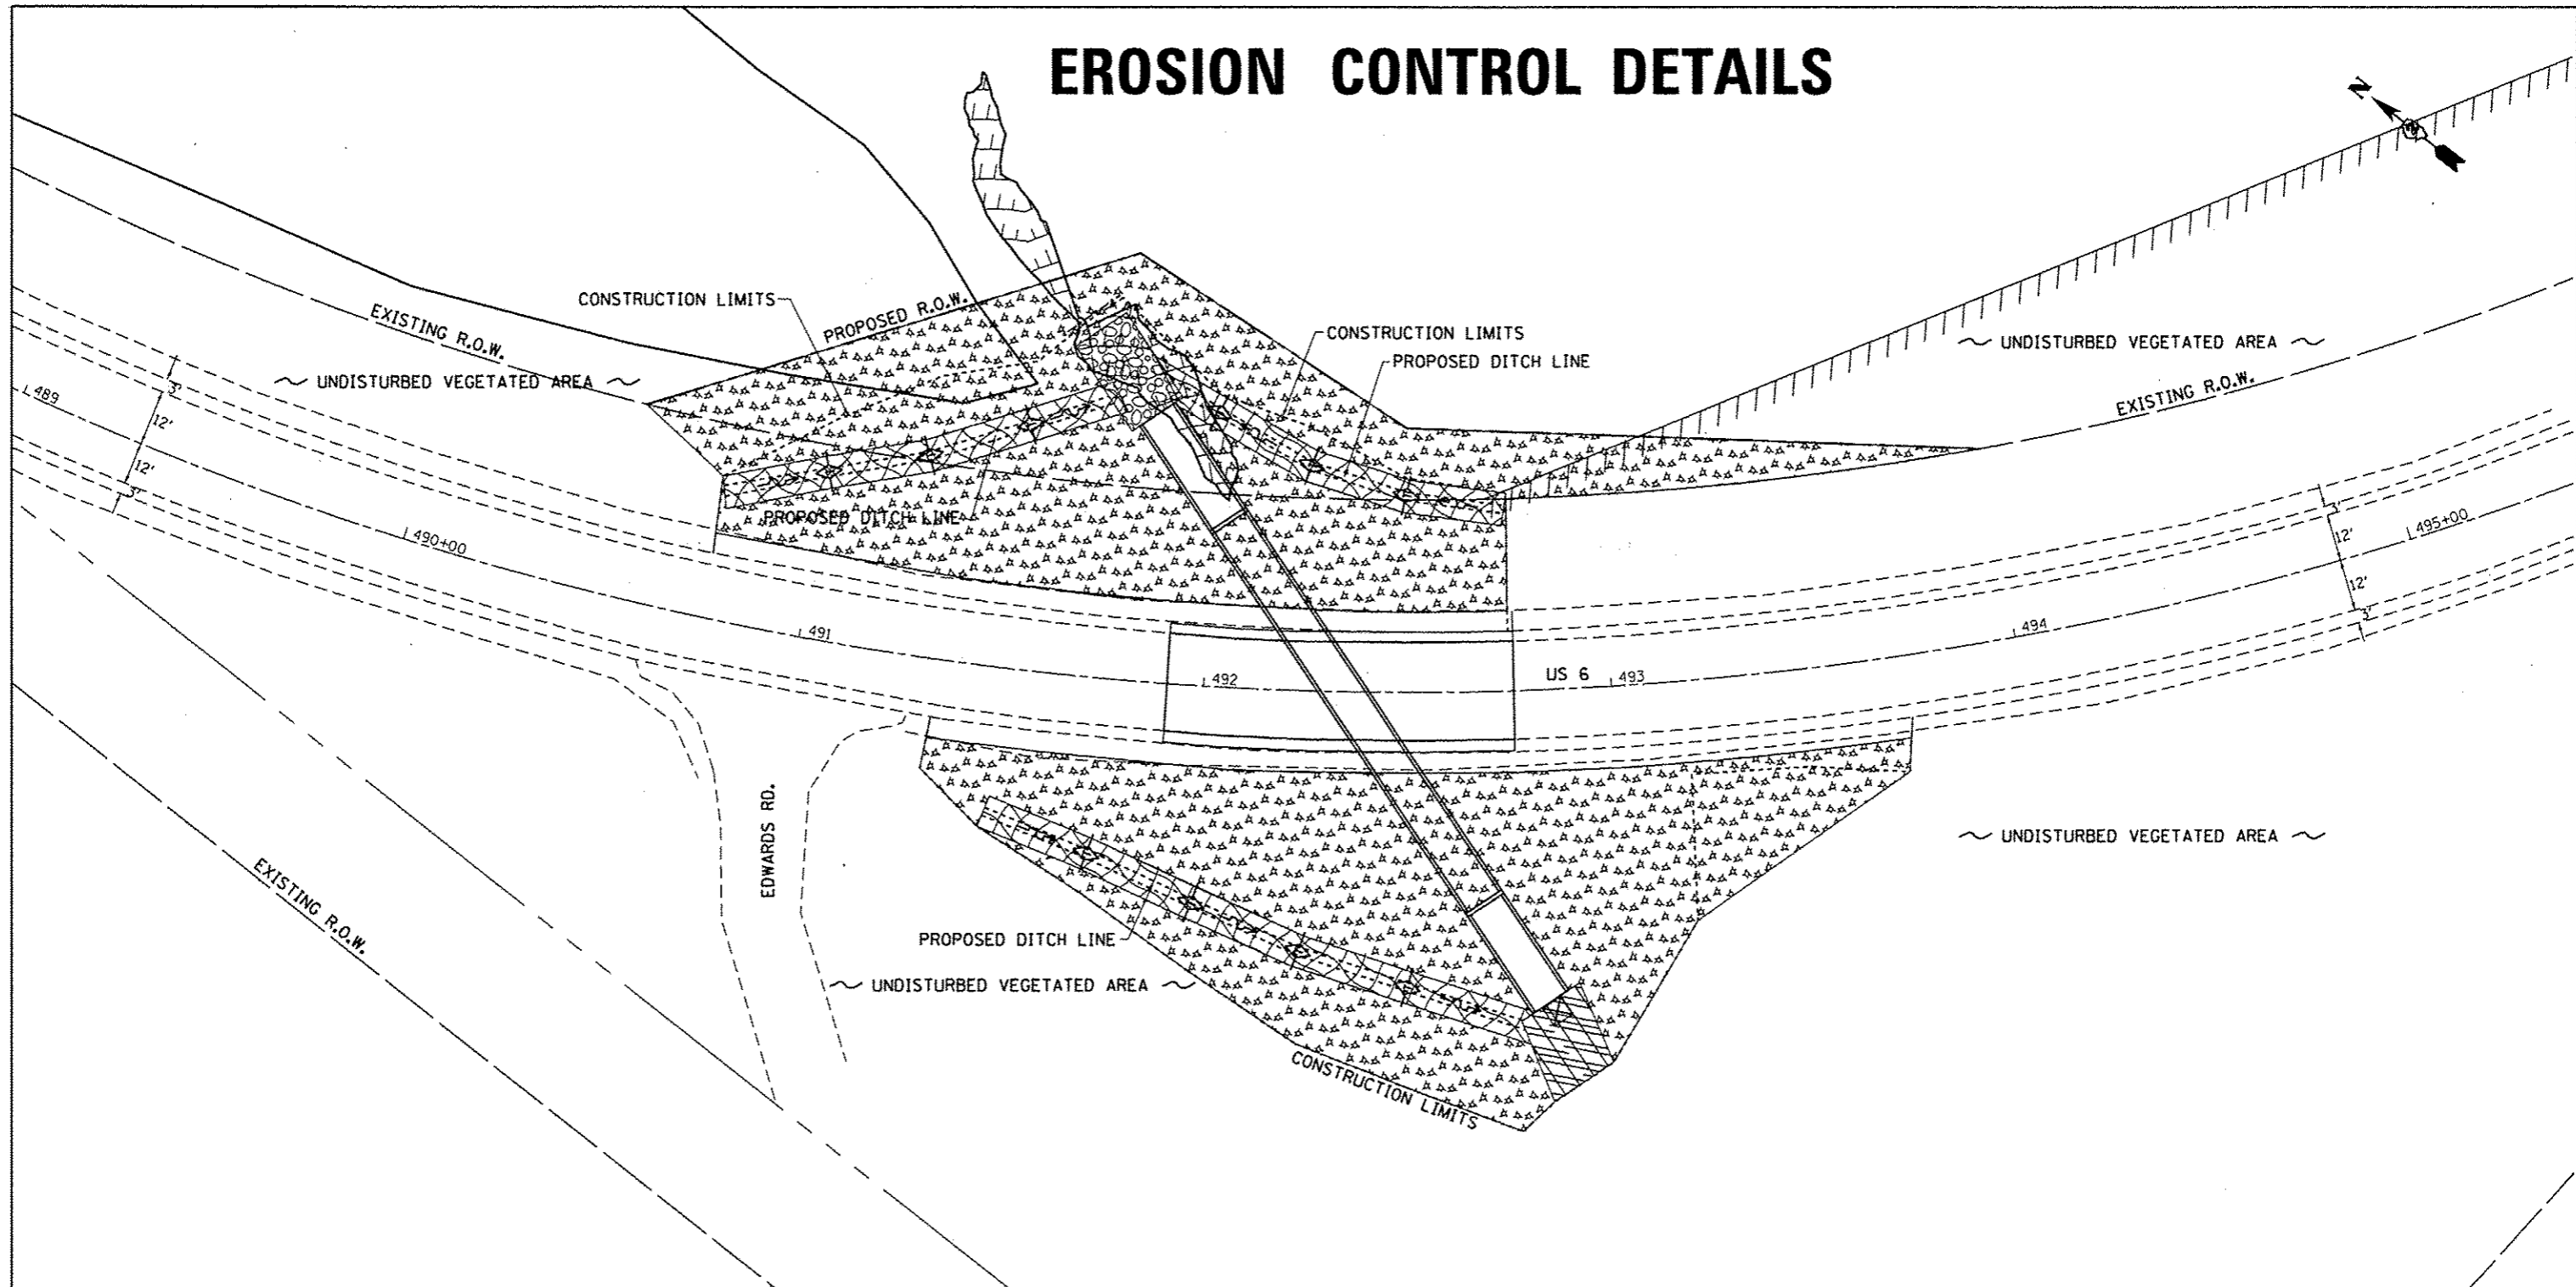 EROSION CONTROL DETAILS
N
CONSTRUCTION LIMITS
PROPOSED R.O.W.
EXISTING R.O.W.
CONSTRUCTION LIMITS
PROPOSED DITCH LINE
~ UNDISTURBED VEGETATED AREA ~
~ UNDISTURBED VEGETATED AREA ~
EXISTING R.O.W.
489
3'
12'
12'
3'
490+00
PROPOSED DITCH LINE
3'
12'
12'
3'
495+00
491
492
US 6
493
494
EDWARDS RD.
~ UNDISTURBED VEGETATED AREA ~
EXISTING R.O.W.
PROPOSED DITCH LINE
~ UNDISTURBED VEGETATED AREA ~
CONSTRUCTION LIMITS